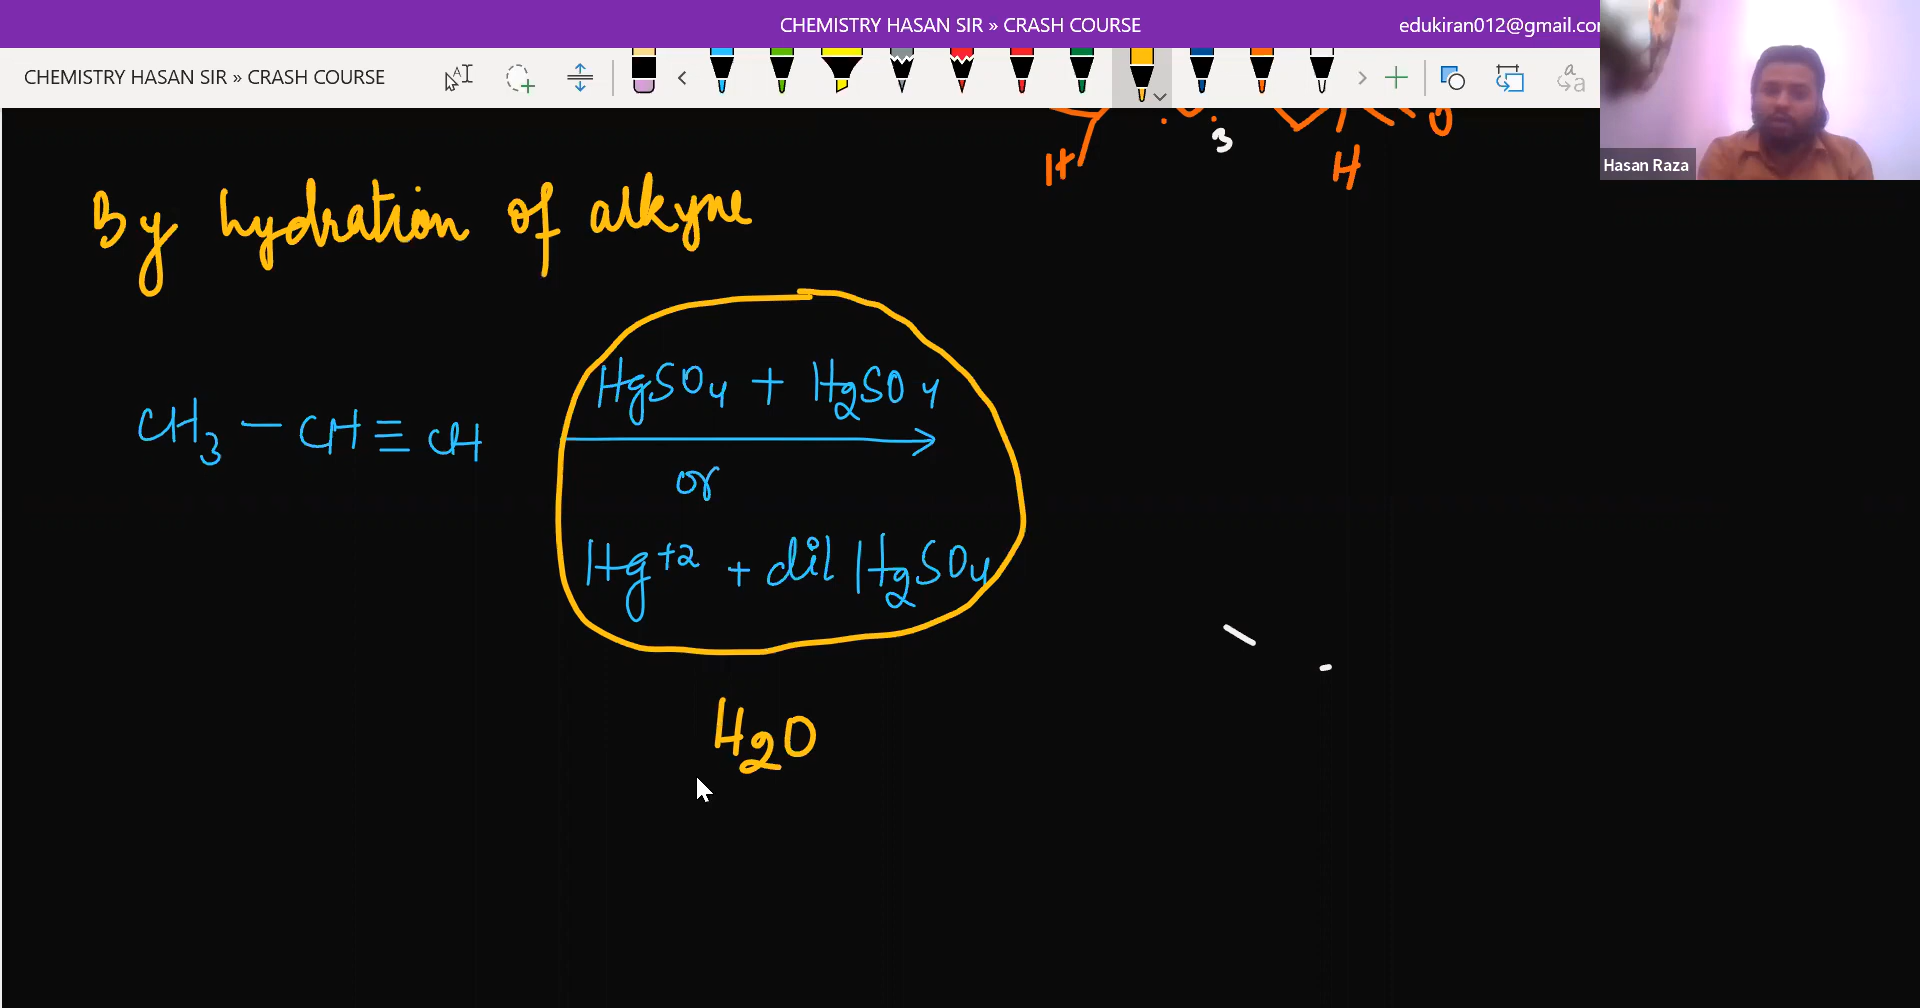 CHEMISTRY HASAN SIR » CRASH COURSE
edukiran012@gmail.co
CHEMISTRY HASAN SIR » CRASH COURSE
Hasan Raza
3
H
H
By hydration of alkyne
HgSO4 + H2SO4
CH3 — CH ≡ CH
or
Hg+2 + dil H2SO4
H2O